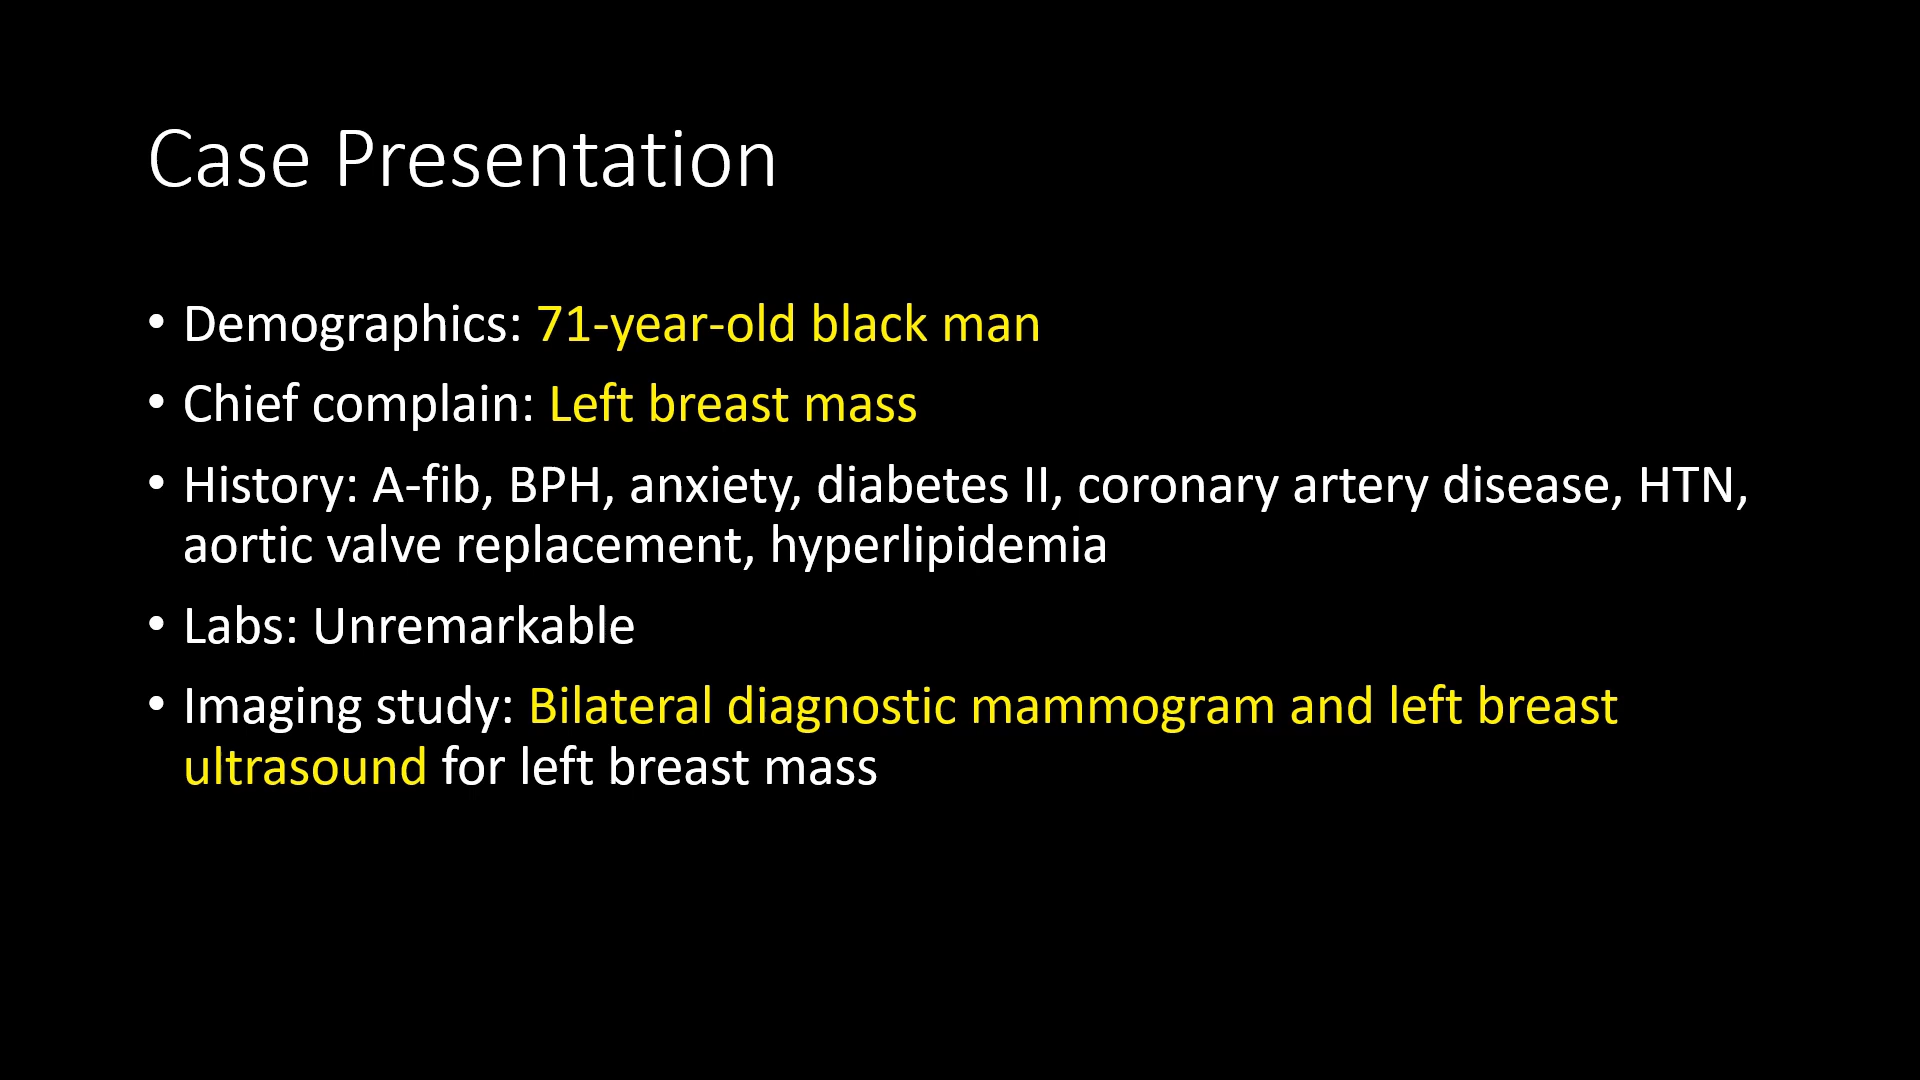 Case Presentation
• Demographics: 71-year-old black man
• Chief complain: Left breast mass
• History: A-fib, BPH, anxiety, diabetes II, coronary artery disease, HTN,
aortic valve replacement, hyperlipidemia
• Labs: Unremarkable
• Imaging study: Bilateral diagnostic mammogram and left breast
ultrasound for left breast mass